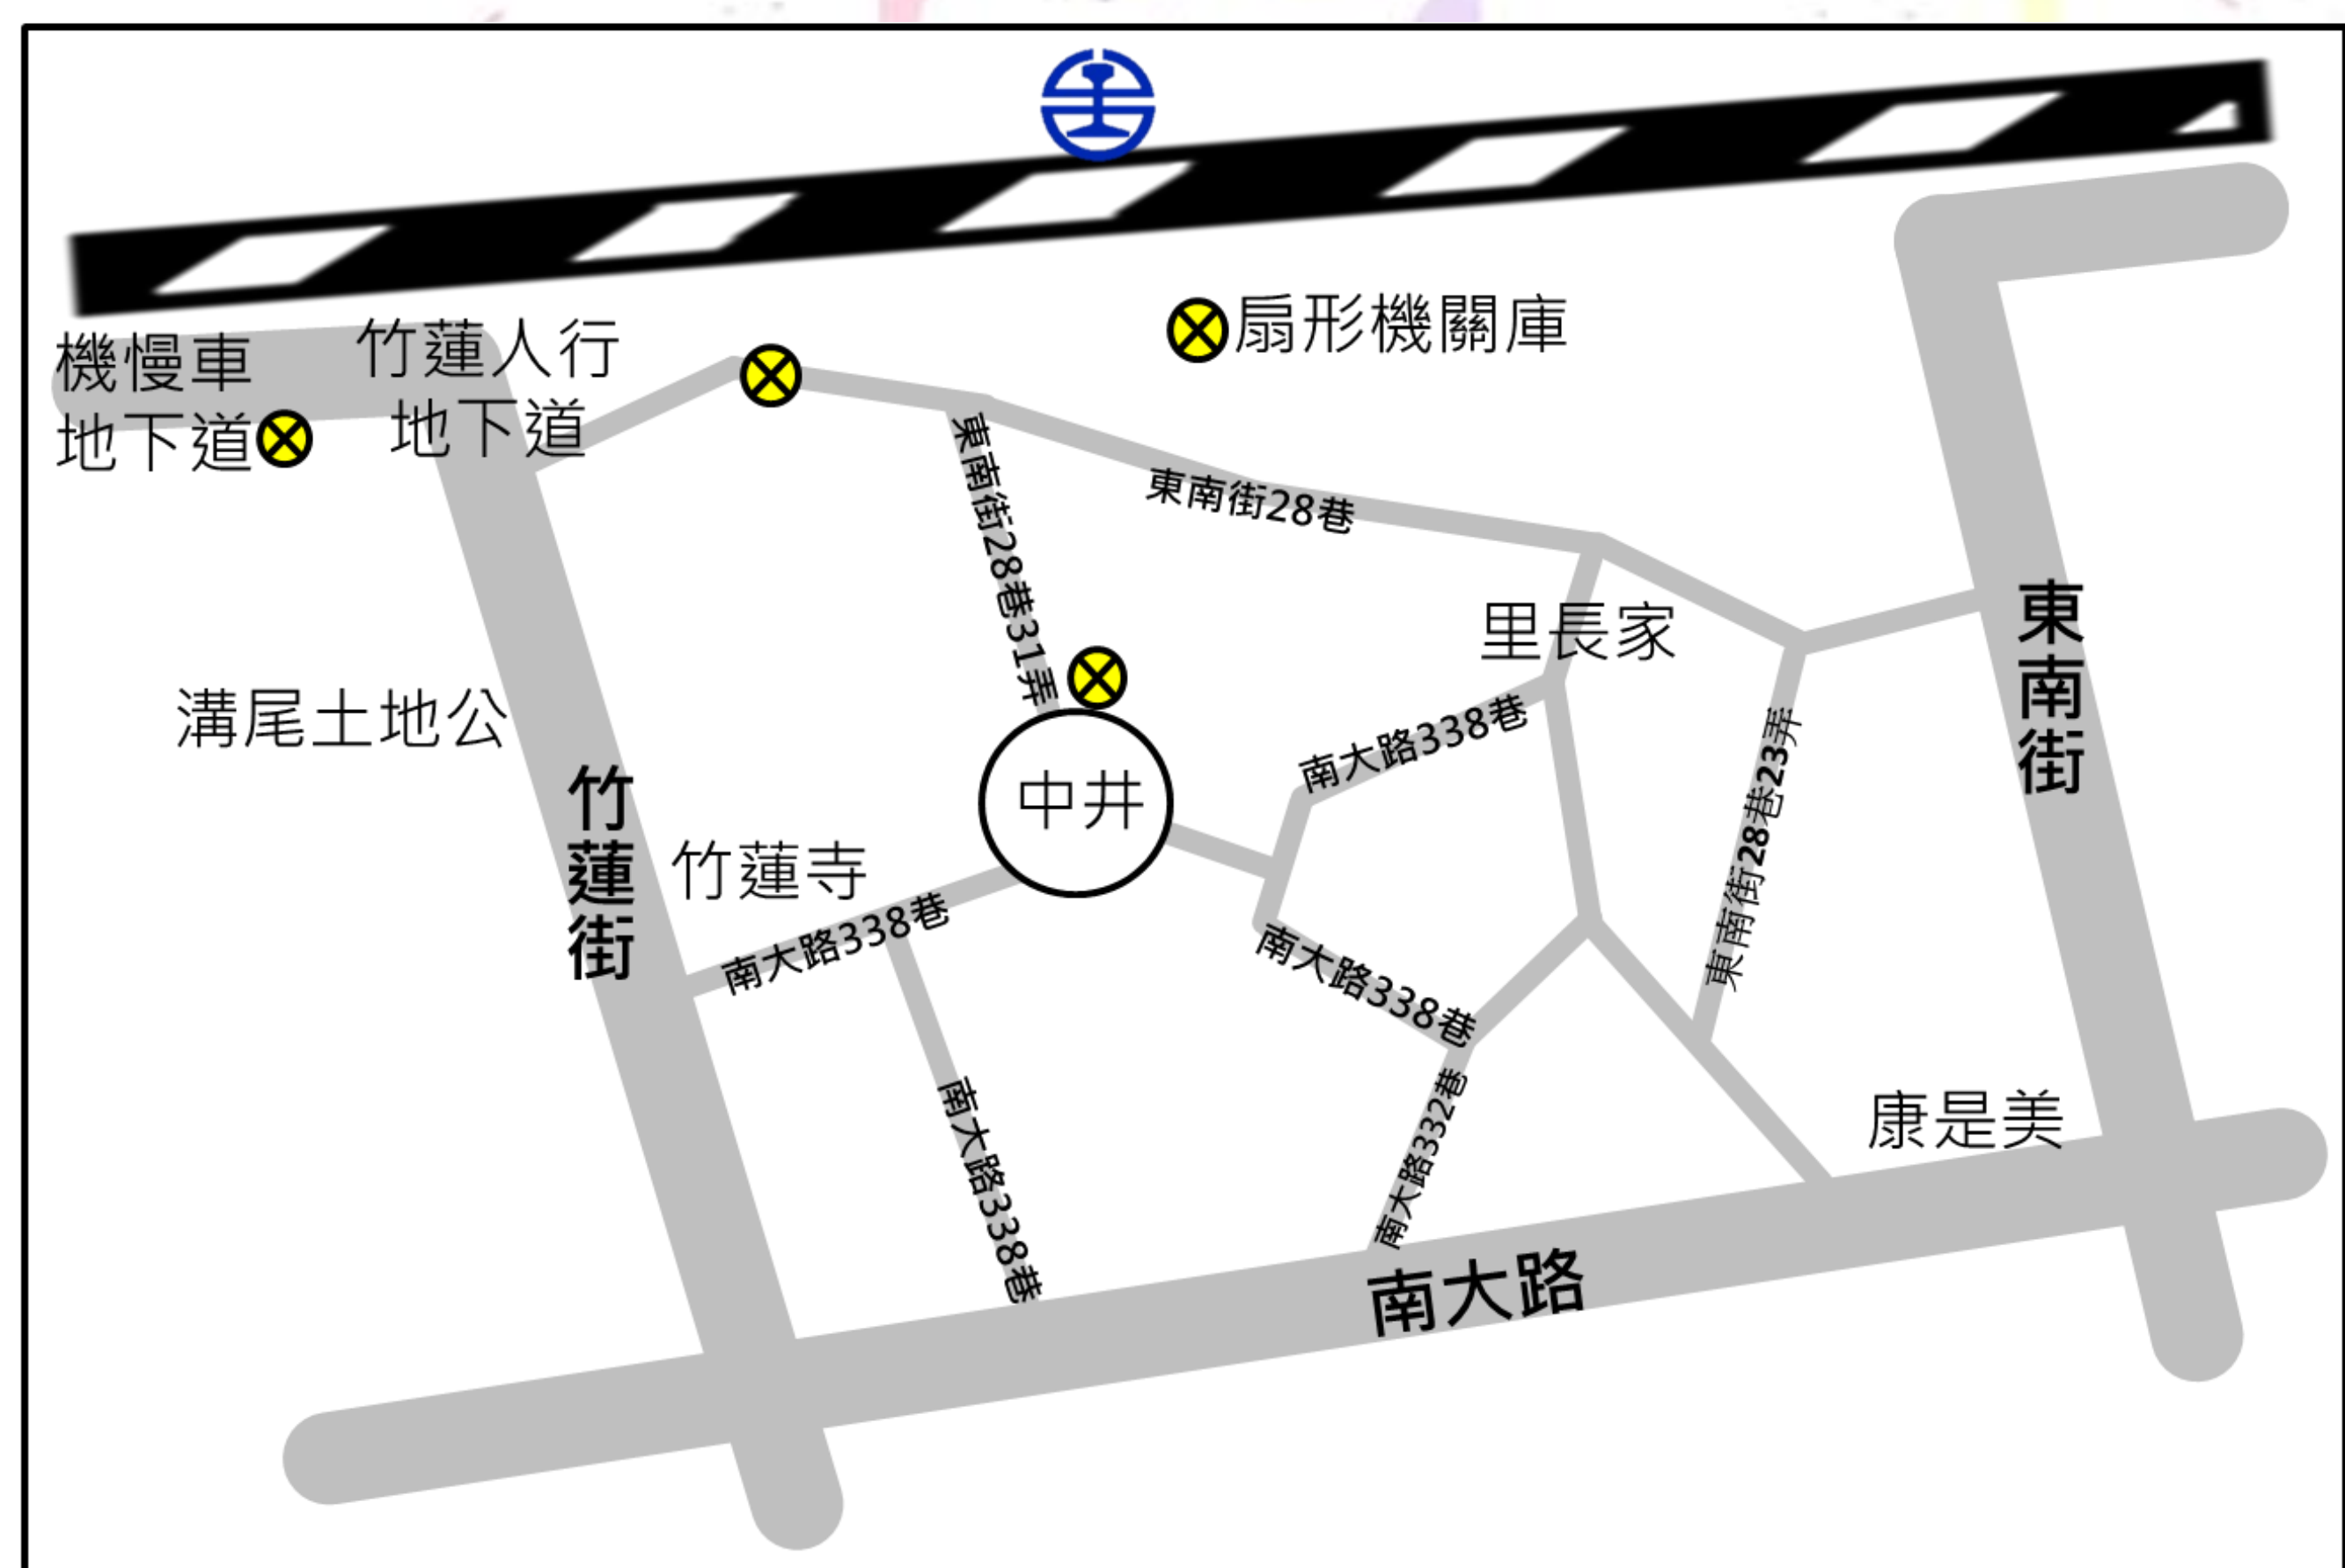 扇形機關庫
機慢車
地下道
竹蓮人行
地下道
東南街28巷31弄
東南街28巷
里長家
東南街
溝尾土地公
南大路338巷
東南街28巷23弄
竹蓮街
中井
竹蓮寺
南大路338巷
南大路338巷
南大路338巷
南大路332巷
康是美
南大路